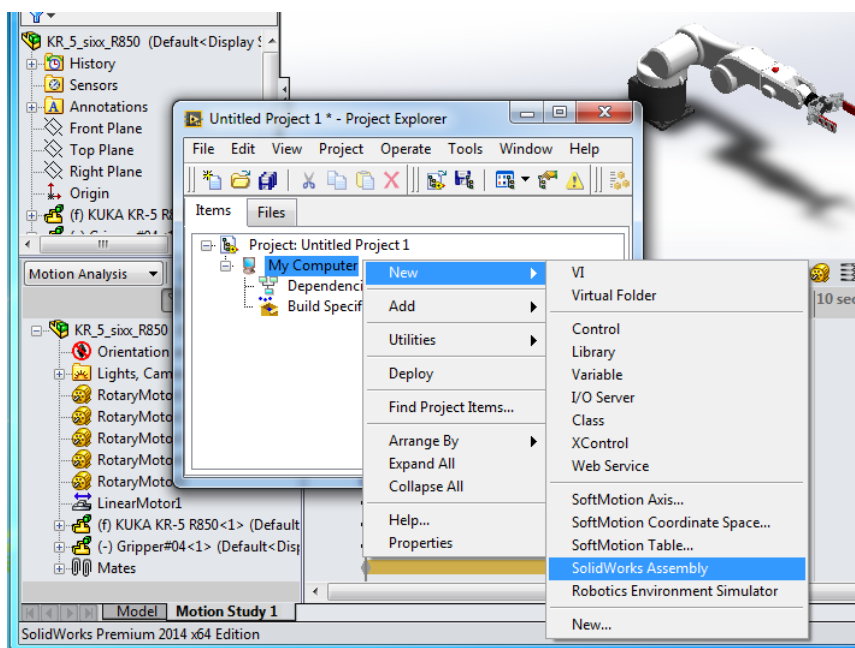 KR_5_sixx_R850 (Default<Display S
History
Sensors
Annotations
Front Plane
Top Plane
Right Plane
Origin
(f) KUKA KR-5 R8
Untitled Project 1 * - Project Explorer
File Edit View Project Operate Tools Window Help
Items Files
Project: Untitled Project 1
My Computer
Dependenci
Build Specif
New
Add
Utilities
Deploy
Find Project Items...
Arrange By
Expand All
Collapse All
Help...
Properties
VI
Virtual Folder
Control
Library
Variable
I/O Server
Class
XControl
Web Service
SoftMotion Axis...
SoftMotion Coordinate Space...
SoftMotion Table...
SolidWorks Assembly
Robotics Environment Simulator
New...
Motion Analysis
10 sec
KR_5_sixx_R850
Orientation
Lights, Cam
RotaryMoto
RotaryMoto
RotaryMoto
RotaryMoto
RotaryMoto
LinearMotor1
(f) KUKA KR-5 R850<1> (Default
(-) Gripper#04<1> (Default<Disp
Mates
Model Motion Study 1
SolidWorks Premium 2014 x64 Edition